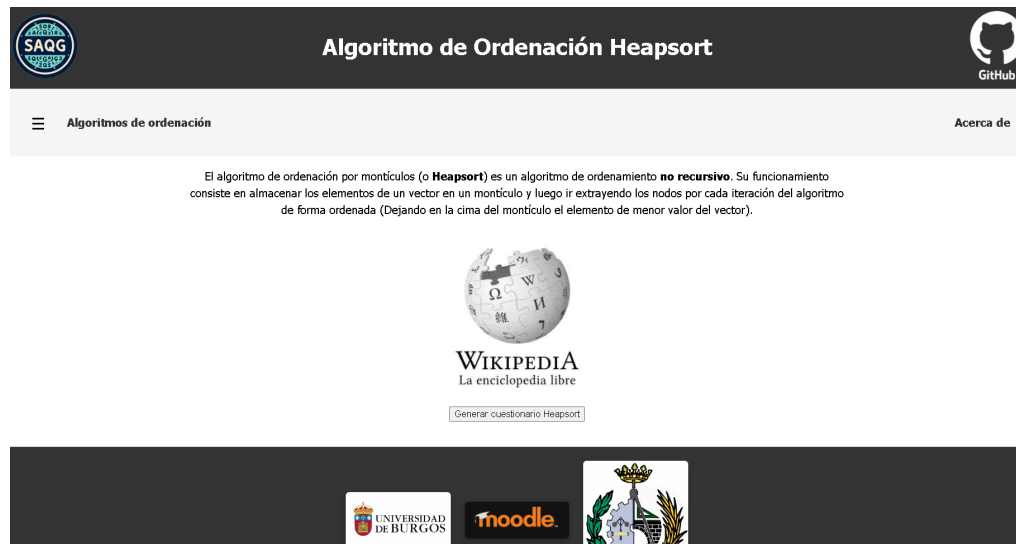 SAQG
Algoritmo de Ordenación Heapsort
GitHub
☰ Algoritmos de ordenación
Acerca de
El algoritmo de ordenación por montículos (o Heapsort) es un algoritmo de ordenamiento no recursivo. Su funcionamiento
consiste en almacenar los elementos de un vector en un montículo y luego ir extrayendo los nodos por cada iteración del algoritmo
de forma ordenada (Dejando en la cima del montículo el elemento de menor valor del vector).
Ω W И
維 7
WIKIPEDIA
La enciclopedia libre
Generar cuestionario Heapsort
UNIVERSIDAD
DE BURGOS
moodle